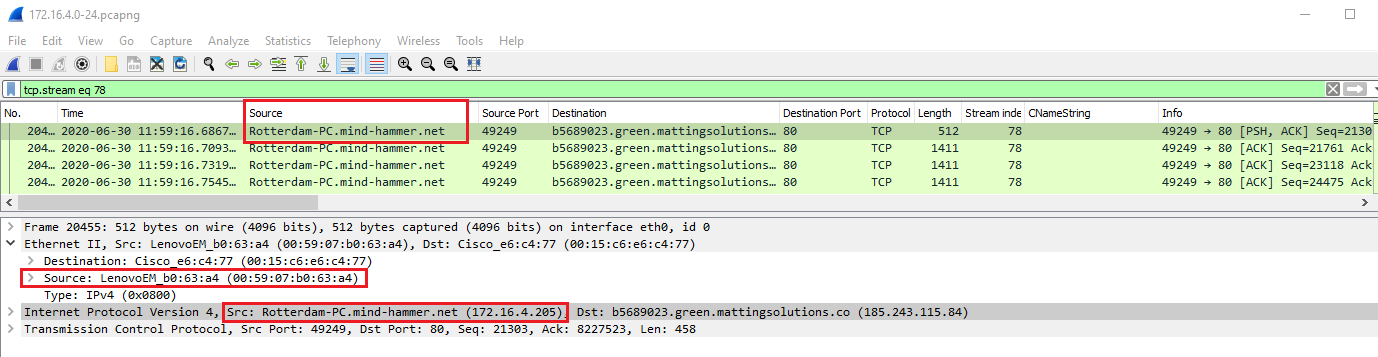 172.16.4.0-24.pcapng
File Edit View Go Capture Analyze Statistics Telephony Wireless Tools Help
tcp.stream eq 78
No. Time Source Source Port Destination Destination Port Protocol Length Stream inde CNameString Info
204… 2020-06-30 11:59:16.6867… Rotterdam-PC.mind-hammer.net 49249 b5689023.green.mattingsolutions… 80 TCP 512 78 49249 → 80 [PSH, ACK] Seq=2130
204… 2020-06-30 11:59:16.7093… Rotterdam-PC.mind-hammer.net 49249 b5689023.green.mattingsolutions… 80 TCP 1411 78 49249 → 80 [ACK] Seq=21761 Ack
204… 2020-06-30 11:59:16.7319… Rotterdam-PC.mind-hammer.net 49249 b5689023.green.mattingsolutions… 80 TCP 1411 78 49249 → 80 [ACK] Seq=23118 Ack
204… 2020-06-30 11:59:16.7545… Rotterdam-PC.mind-hammer.net 49249 b5689023.green.mattingsolutions… 80 TCP 1411 78 49249 → 80 [ACK] Seq=24475 Ack
Frame 20455: 512 bytes on wire (4096 bits), 512 bytes captured (4096 bits) on interface eth0, id 0
Ethernet II, Src: LenovoEM_b0:63:a4 (00:59:07:b0:63:a4), Dst: Cisco_e6:c4:77 (00:15:c6:e6:c4:77)
Destination: Cisco_e6:c4:77 (00:15:c6:e6:c4:77)
Source: LenovoEM_b0:63:a4 (00:59:07:b0:63:a4)
Type: IPv4 (0x0800)
Internet Protocol Version 4, Src: Rotterdam-PC.mind-hammer.net (172.16.4.205), Dst: b5689023.green.mattingsolutions.co (185.243.115.84)
Transmission Control Protocol, Src Port: 49249, Dst Port: 80, Seq: 21303, Ack: 8227523, Len: 458